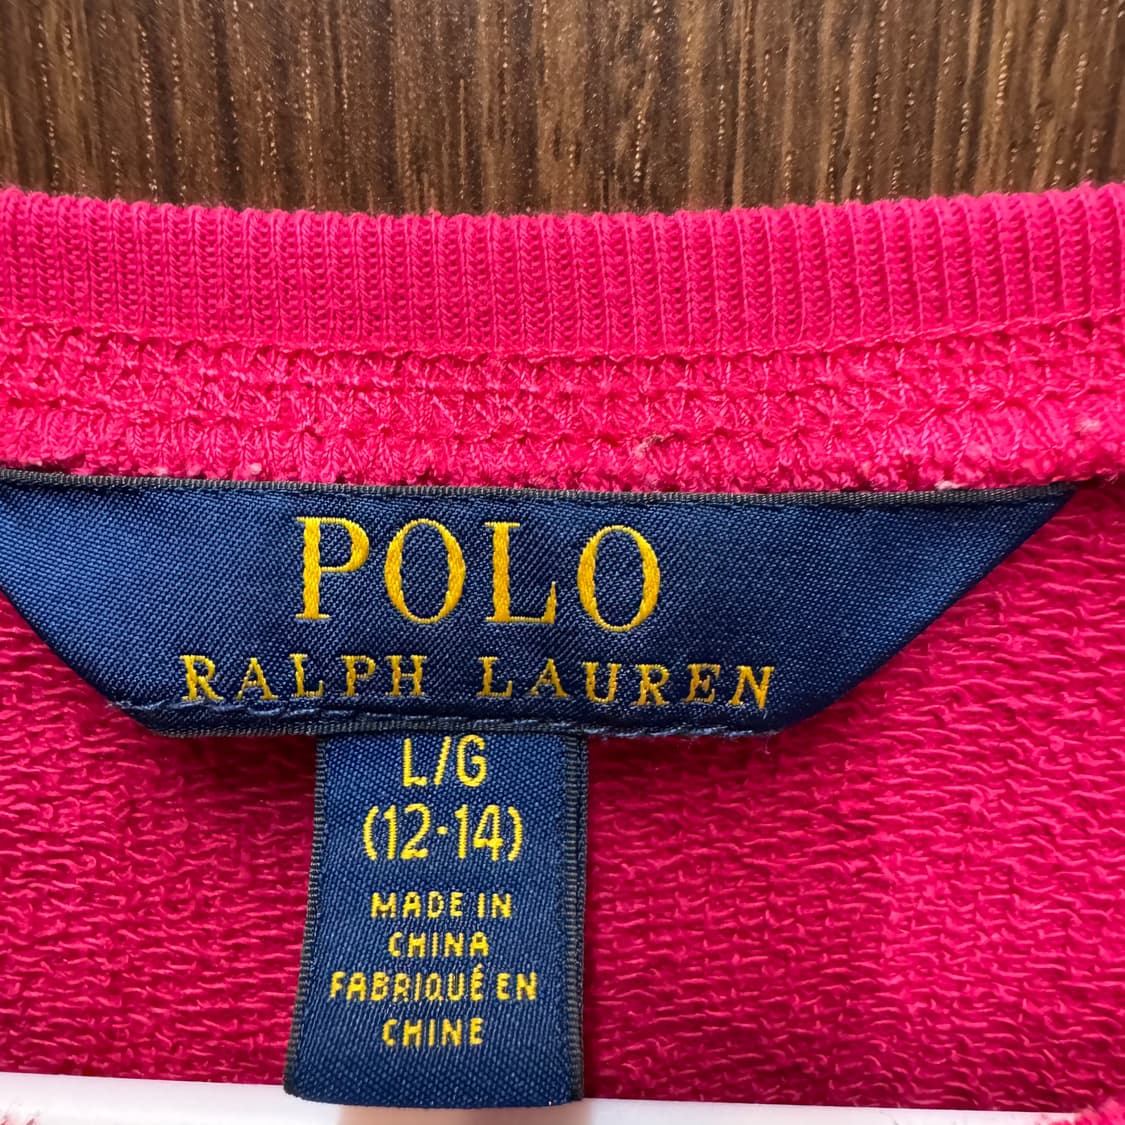 POLO
RALPH LAUREN
L/G
(12-14)
MADE IN
CHINA
FABRIQUÉ EN
CHINE